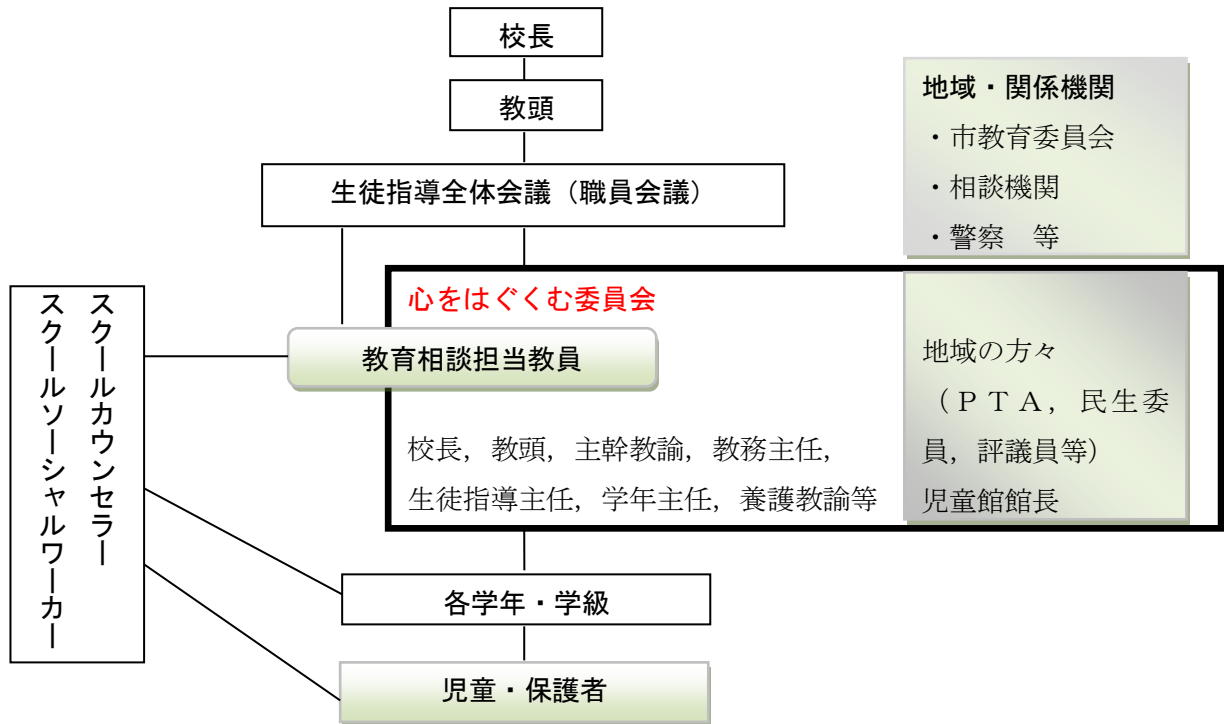 校長
教頭
生徒指導全体会議（職員会議）
地域・関係機関
・市教育委員会
・相談機関
・警察　等
スクールカウンセラー
スクールソーシャルワーカー
心をはぐくむ委員会
教育相談担当教員
校長，教頭，主幹教諭，教務主任，
生徒指導主任，学年主任，養護教諭等
地域の方々
（ＰＴＡ，民生委
員，評議員等）
児童館館長
各学年・学級
児童・保護者